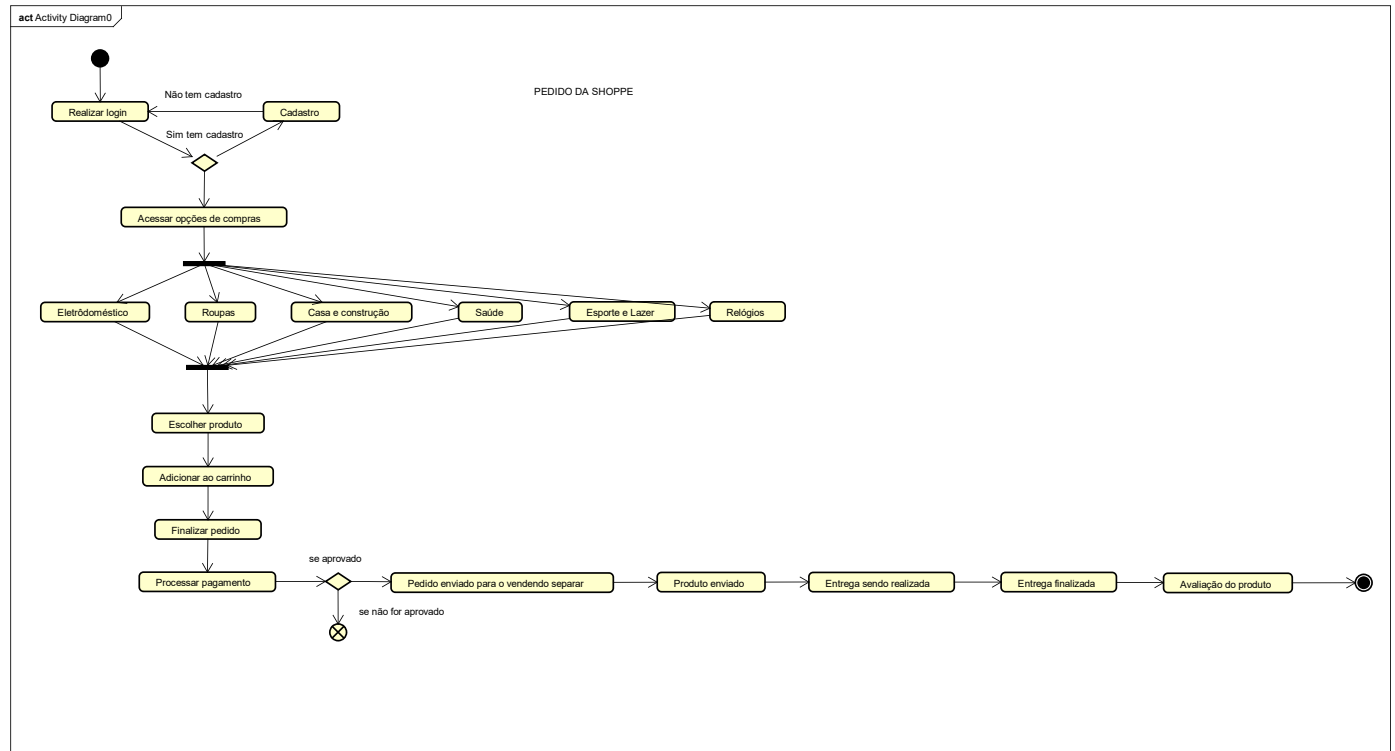 act Activity Diagram0
PEDIDO DA SHOPPE
Não tem cadastro
Realizar login
Cadastro
Sim tem cadastro
Acessar opções de compras
Eletrôdoméstico
Roupas
Casa e construção
Saúde
Esporte e Lazer
Relógios
Escolher produto
Adicionar ao carrinho
Finalizar pedido
se aprovado
Processar pagamento
Pedido enviado para o vendendo separar
Produto enviado
Entrega sendo realizada
Entrega finalizada
Avaliação do produto
se não for aprovado